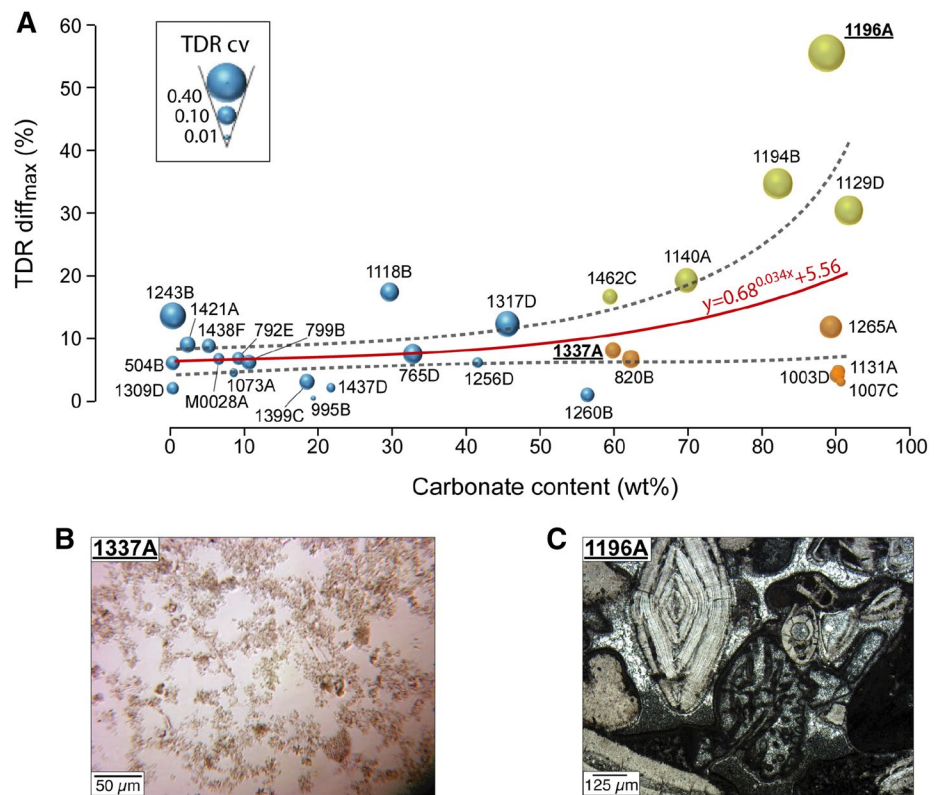 A
TDR diffmax (%)
60
50
40
30
20
10
0
TDR cv
0.40
0.10
0.01
1196A
1194B
1129D
1140A
1462C
1118B
1317D
1243B
1421A
1438F
792E
799B
504B
1309D
M0028A
1073A
1399C
995B
1437D
765D
1256D
1337A
820B
1260B
y=0.68^0.034x+5.56
1265A
1131A
1003D
1007C
0 10 20 30 40 50 60 70 80 90 100
Carbonate content (wt%)
B
1337A
50 µm
C
1196A
125 µm